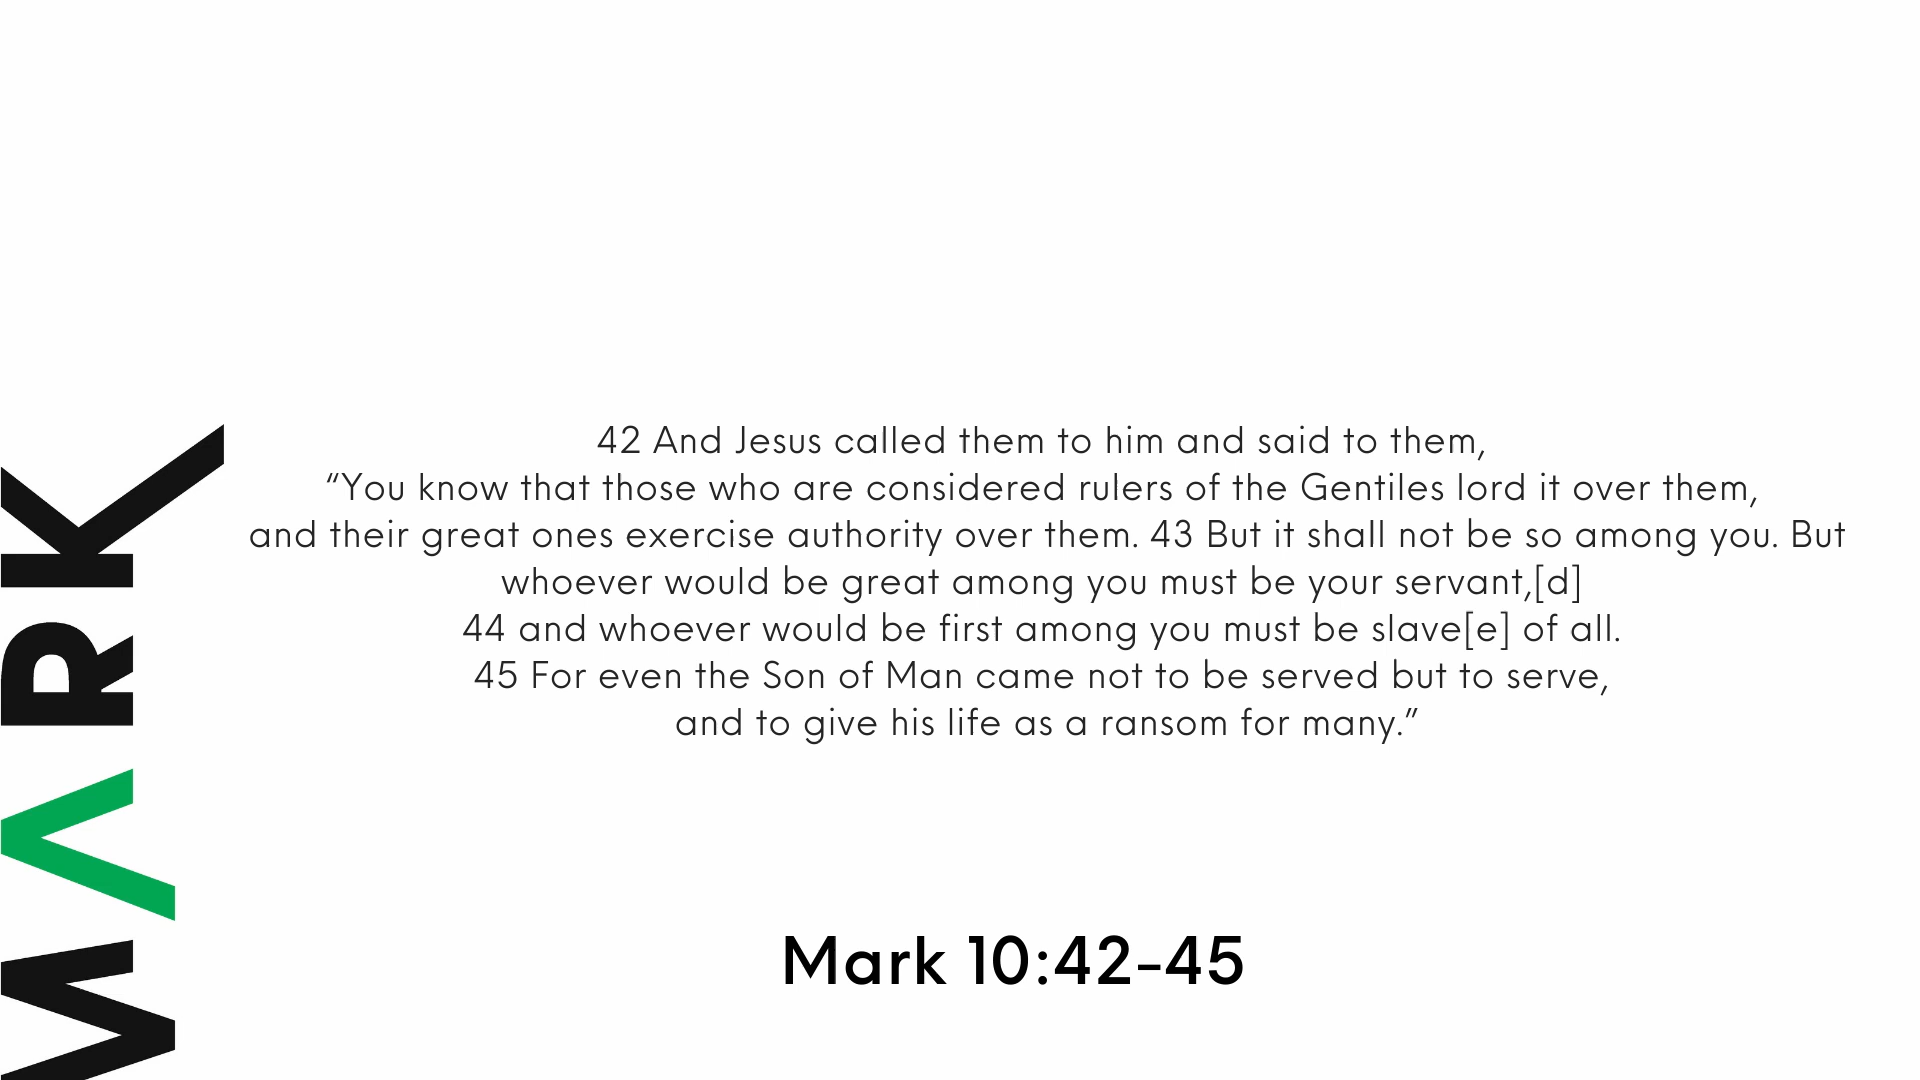 MARK
42 And Jesus called them to him and said to them,
“You know that those who are considered rulers of the Gentiles lord it over them,
and their great ones exercise authority over them. 43 But it shall not be so among you. But
whoever would be great among you must be your servant,[d]
44 and whoever would be first among you must be slave[e] of all.
45 For even the Son of Man came not to be served but to serve,
and to give his life as a ransom for many.”
Mark 10:42-45